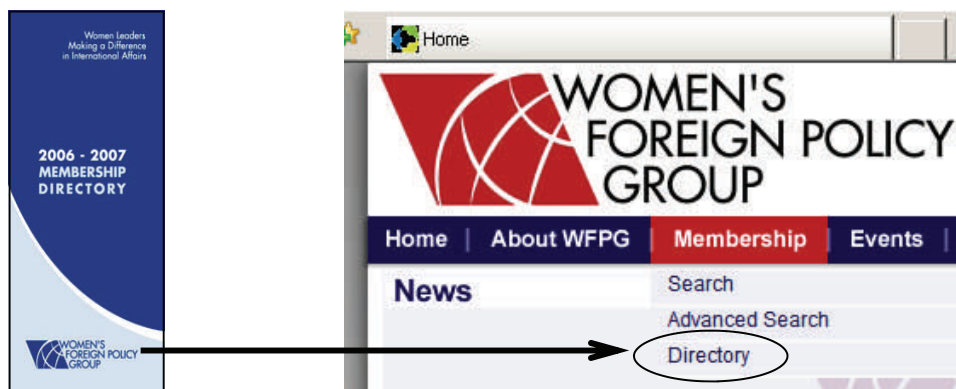 Women Leaders
Making a Difference
in International Affairs
2006 - 2007
MEMBERSHIP
DIRECTORY
WOMEN'S
FOREIGN POLICY
GROUP
Home
WOMEN'S
FOREIGN POLICY
GROUP
Home | About WFPG | Membership | Events |
News
Search
Advanced Search
Directory